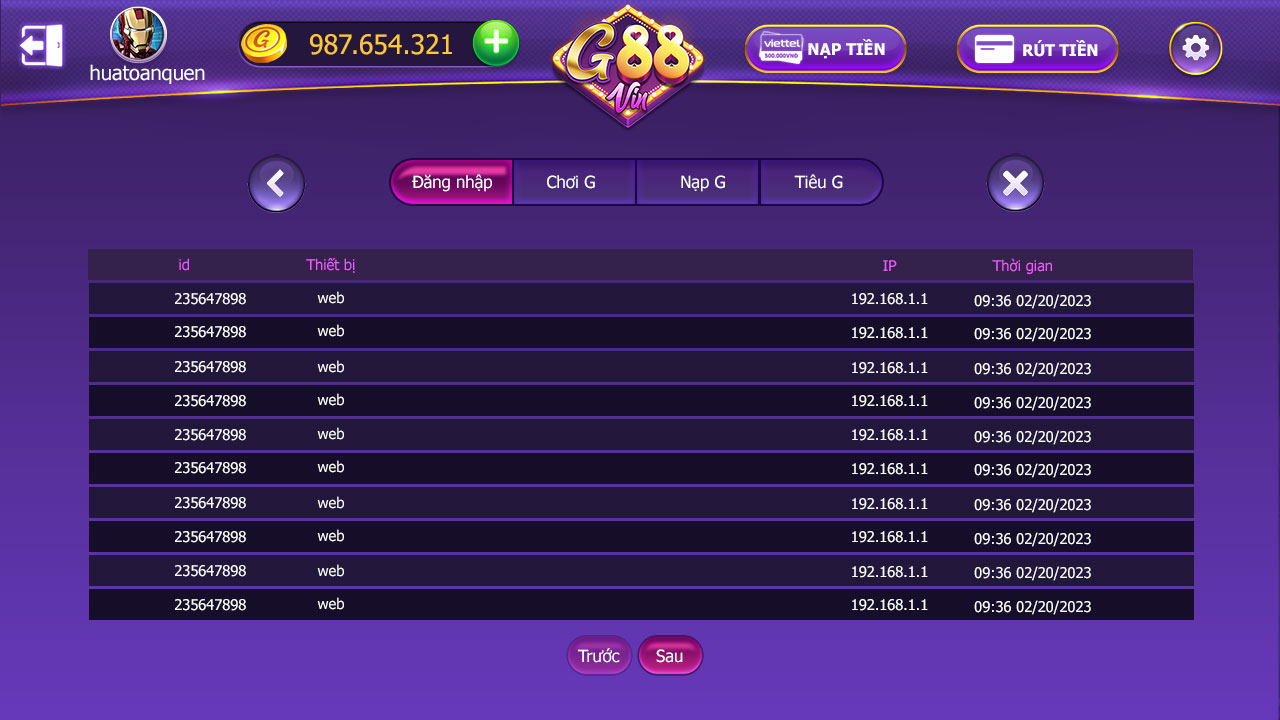 huatoanquen
987.654.321
G88
Vin
viettel
500.000VNĐ
NẠP TIỀN
RÚT TIỀN
Đăng nhập
Chơi G
Nạp G
Tiêu G
id Thiết bị IP Thời gian
235647898 web 192.168.1.1 09:36 02/20/2023
235647898 web 192.168.1.1 09:36 02/20/2023
235647898 web 192.168.1.1 09:36 02/20/2023
235647898 web 192.168.1.1 09:36 02/20/2023
235647898 web 192.168.1.1 09:36 02/20/2023
235647898 web 192.168.1.1 09:36 02/20/2023
235647898 web 192.168.1.1 09:36 02/20/2023
235647898 web 192.168.1.1 09:36 02/20/2023
235647898 web 192.168.1.1 09:36 02/20/2023
235647898 web 192.168.1.1 09:36 02/20/2023
Trước Sau